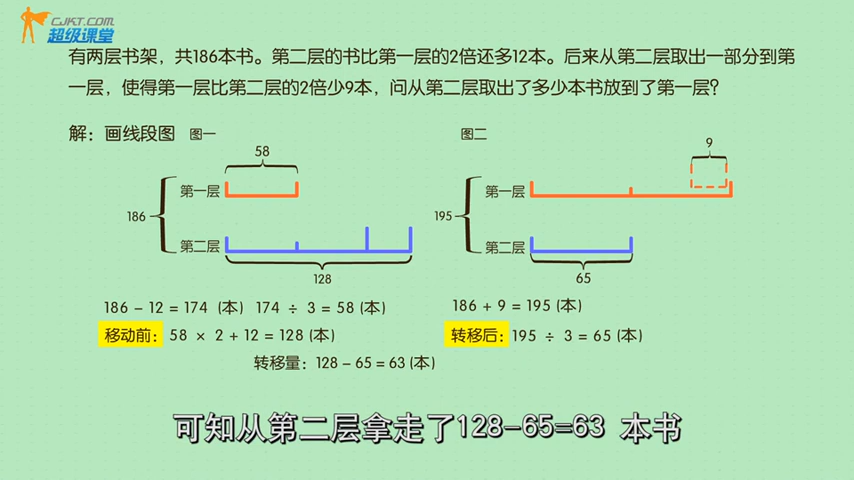 CJKT.COM
超级课堂
有两层书架，共186本书。第二层的书比第一层的2倍还多12本。后来从第二层取出一部分到第
一层，使得第一层比第二层的2倍少9本，问从第二层取出了多少本书放到了第一层？
解：画线段图 图一 图二
58 9
第一层 第一层
186 195
第二层 第二层
128 65
186 − 12 = 174 (本) 174 ÷ 3 = 58 (本) 186 + 9 = 195 (本)
移动前： 58 × 2 + 12 = 128 (本) 转移后： 195 ÷ 3 = 65 (本)
转移量：128 − 65 = 63 (本)
可知从第二层拿走了128-65=63 本书